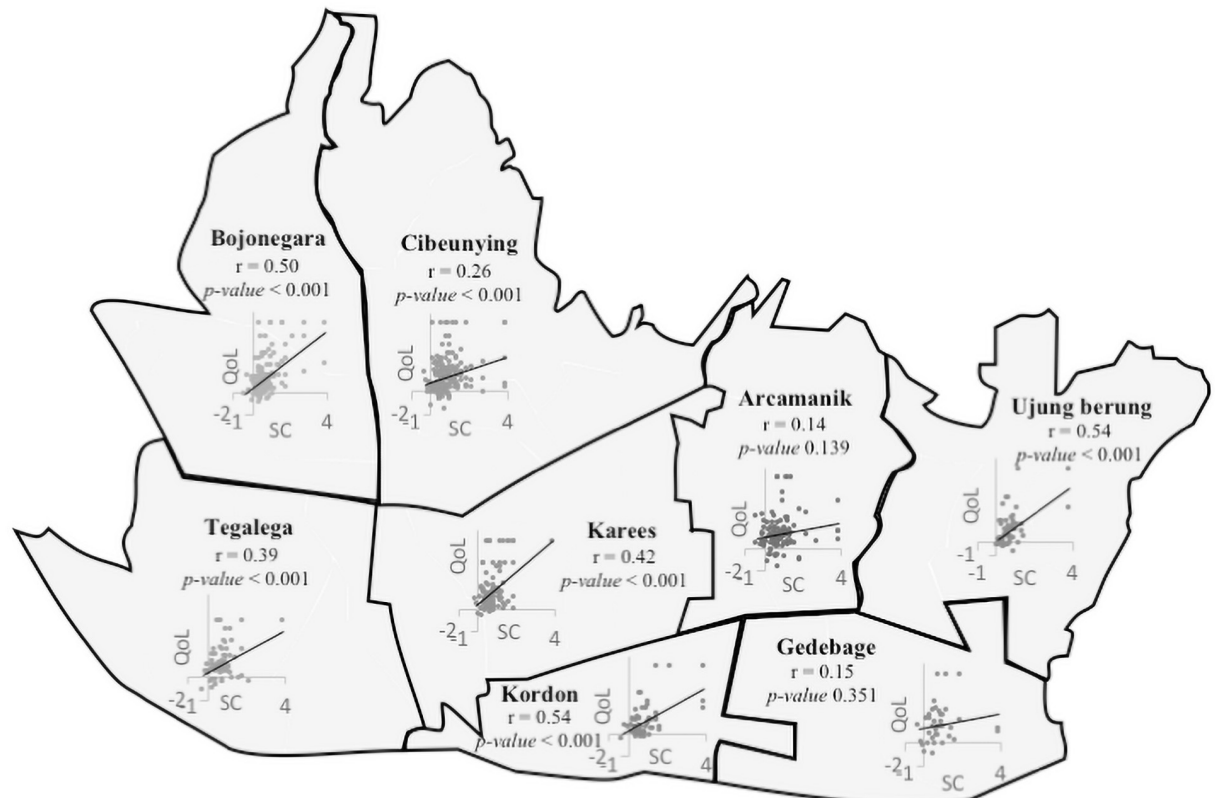 Bojonegara
r = 0.50
p-value < 0.001
QoL
-2
-1
SC
4
Cibeunying
r = 0.26
p-value < 0.001
QoL
-2
-1
SC
4
Arcamanik
r = 0.14
p-value 0.139
QoL
-2
-1
SC
4
Ujung berung
r = 0.54
p-value < 0.001
QoL
-1
-1
SC
4
Tegalega
r = 0.39
p-value < 0.001
QoL
-2
-1
SC
4
Karees
r = 0.42
p-value < 0.001
QoL
-2
-1
SC
4
Kordon
r = 0.54
p-value < 0.001
QoL
-2
-1
SC
4
Gedebage
r = 0.15
p-value 0.351
QoL
-2
-1
SC
4